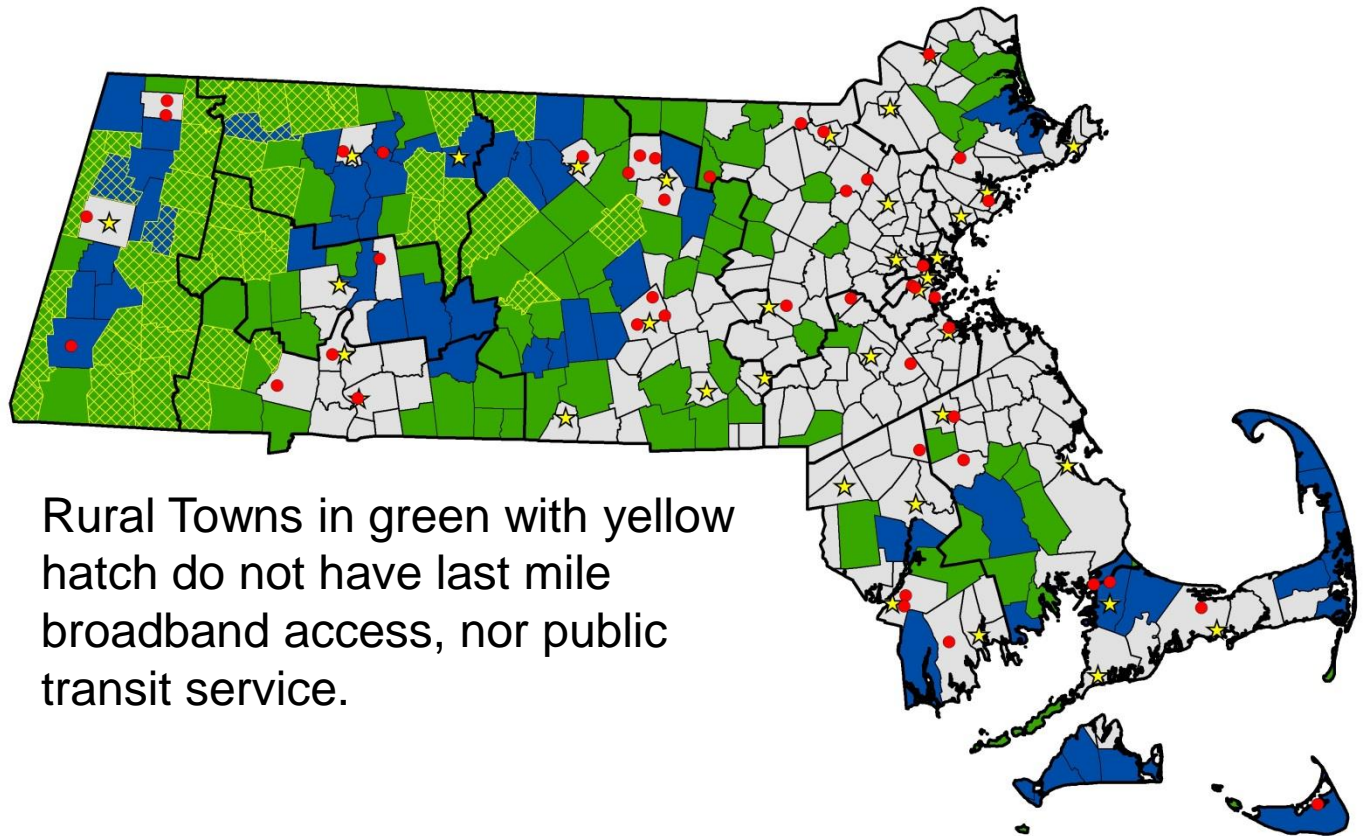 Rural Towns in green with yellow
hatch do not have last mile
broadband access, nor public
transit service.